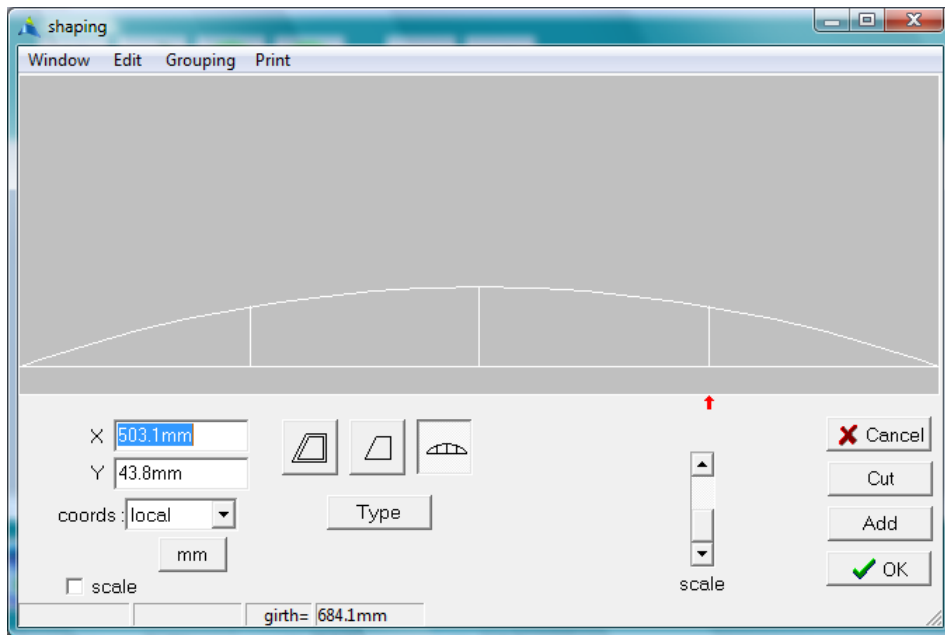 shaping
Window Edit Grouping Print
X 503.1mm
Y 43.8mm
coords : local
mm
scale
Type
scale
Cancel
Cut
Add
OK
girth= 684.1mm